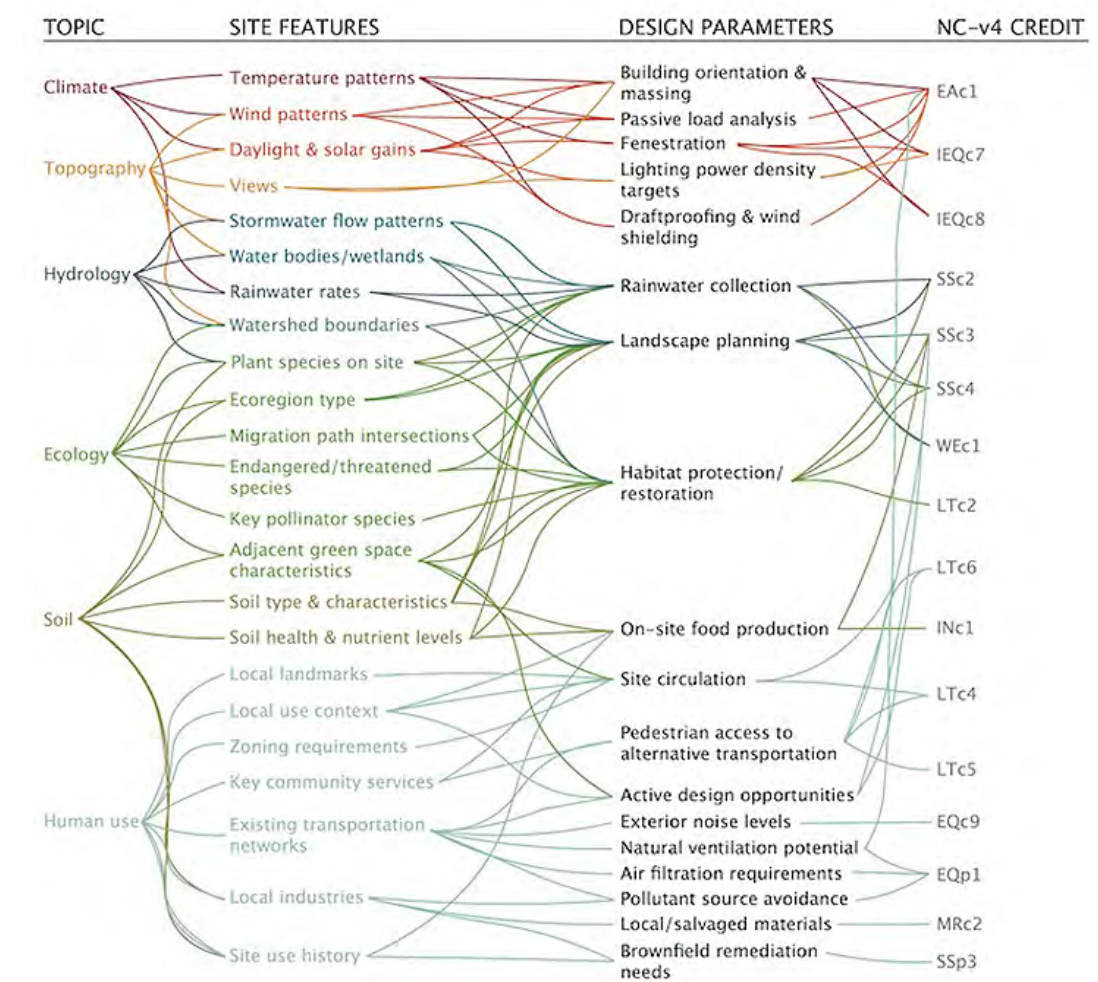 TOPIC
SITE FEATURES
DESIGN PARAMETERS
NC-v4 CREDIT
Climate
Topography
Hydrology
Ecology
Soil
Human use
Temperature patterns
Wind patterns
Daylight & solar gains
Views
Stormwater flow patterns
Water bodies/wetlands
Rainwater rates
Watershed boundaries
Plant species on site
Ecoregion type
Migration path intersections
Endangered/threatened
species
Key pollinator species
Adjacent green space
characteristics
Soil type & characteristics
Soil health & nutrient levels
Local landmarks
Local use context
Zoning requirements
Key community services
Existing transportation
networks
Local industries
Site use history
Building orientation &
massing
Passive load analysis
Fenestration
Lighting power density
targets
Draftproofing & wind
shielding
Rainwater collection
Landscape planning
Habitat protection/
restoration
On-site food production
Site circulation
Pedestrian access to
alternative transportation
Active design opportunities
Exterior noise levels
Natural ventilation potential
Air filtration requirements
Pollutant source avoidance
Local/salvaged materials
Brownfield remediation
needs
EAc1
IEQc7
IEQc8
SSc2
SSc3
SSc4
WEc1
LTc2
LTc6
INc1
LTc4
LTc5
EQc9
EQp1
MRc2
SSp3